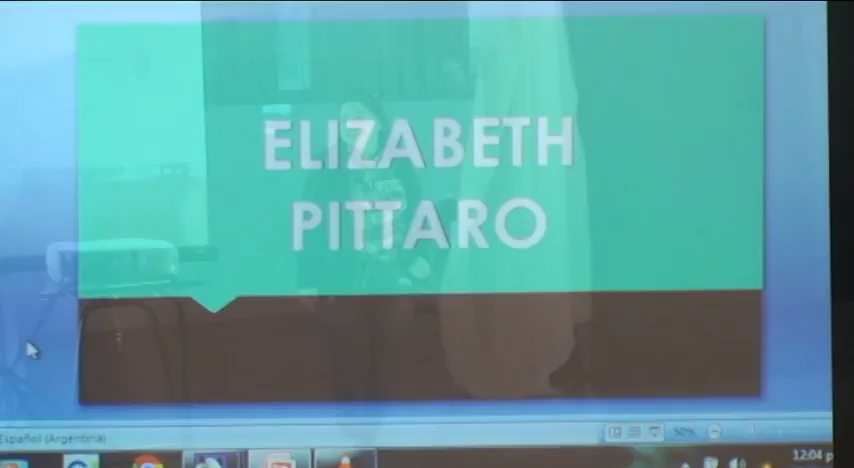 ELIZABETH
PITTARO
Español (Argentina)
50%
12:04 p